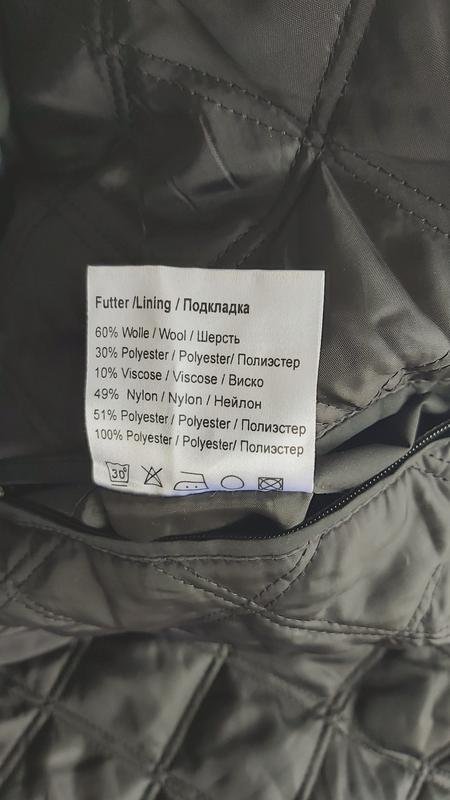 Futter /Lining / Подкладка
60% Wolle / Wool / Шерсть
30% Polyester / Polyester/ Полиэстер
10% Viscose / Viscose / Виско
49% Nylon / Nylon / Нейлон
51% Polyester / Polyester / Полиэстер
100% Polyester / Polyester/ Полиэстер
30°